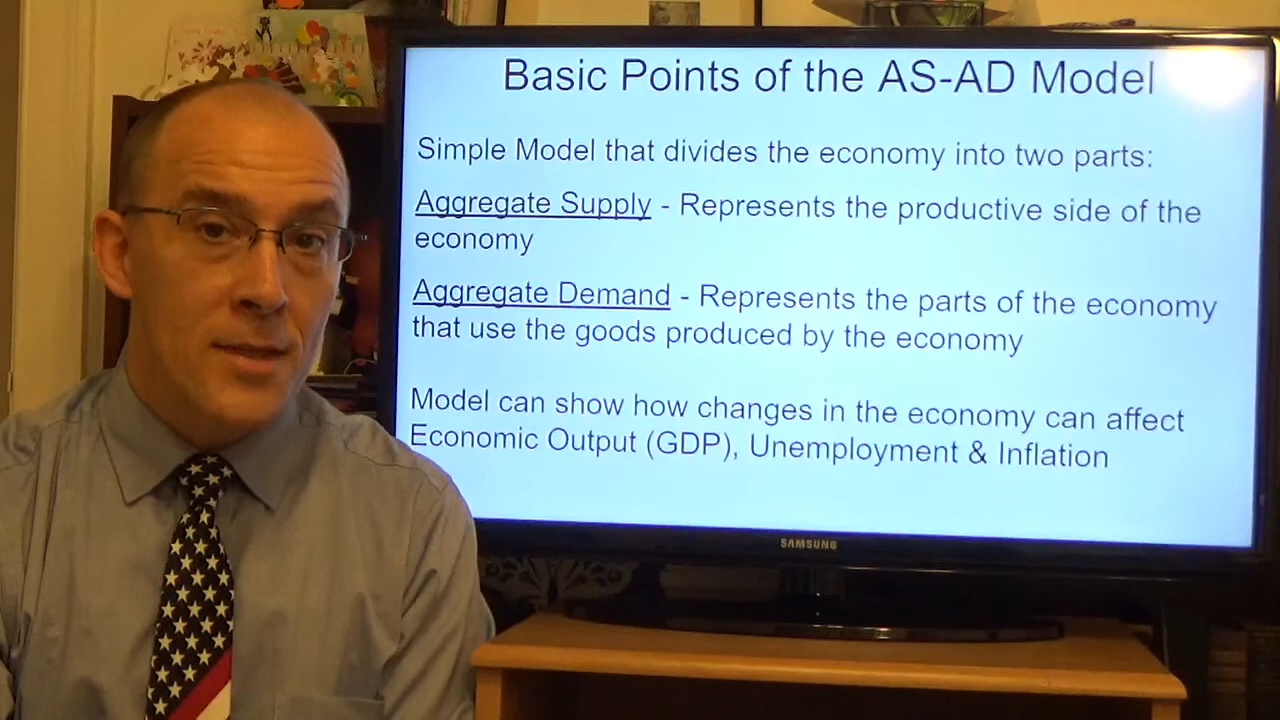 Basic Points of the AS-AD Model
Simple Model that divides the economy into two parts:
Aggregate Supply - Represents the productive side of the
economy
Aggregate Demand - Represents the parts of the economy
that use the goods produced by the economy
Model can show how changes in the economy can affect
Economic Output (GDP), Unemployment & Inflation
SAMSUNG